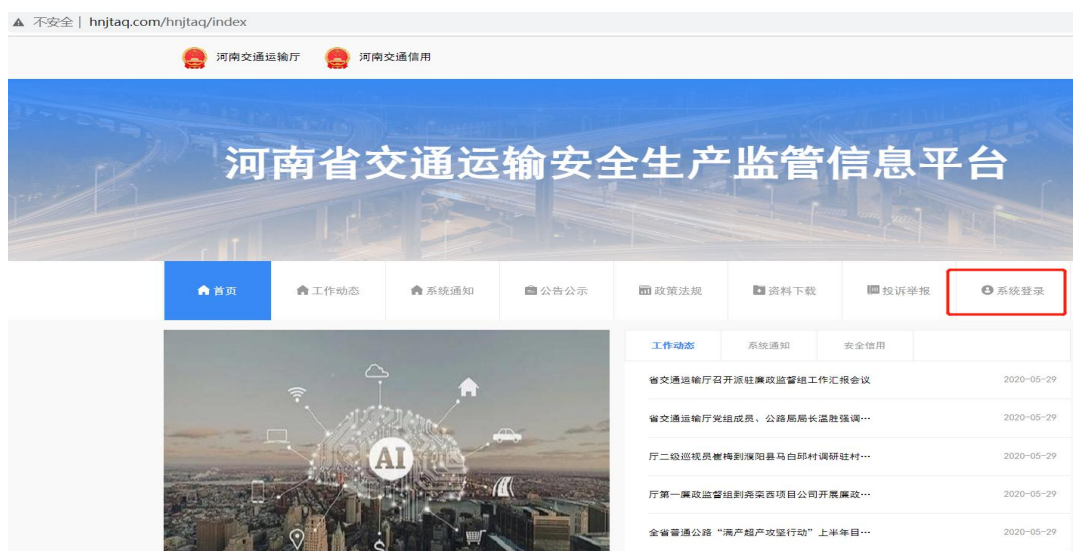 不安全 | hnjtaq.com/hnjtaq/index
河南交通运输厅 河南交通信用
河南省交通运输安全生产监管信息平台
首页 工作动态 系统通知 公告公示 政策法规 资料下载 投诉举报 系统登录
工作动态 系统通知 安全信用
省交通运输厅召开派驻廉政监督组工作汇报会议 2020-05-29
省交通运输厅党组成员、公路局局长温胜强调… 2020-05-29
厅二级巡视员崔梅到濮阳县马白邱村调研驻村… 2020-05-29
厅第一廉政监督组到尧栾西项目公司开展廉政… 2020-05-29
全省普通公路“满产超产攻坚行动”上半年目… 2020-05-29
AI